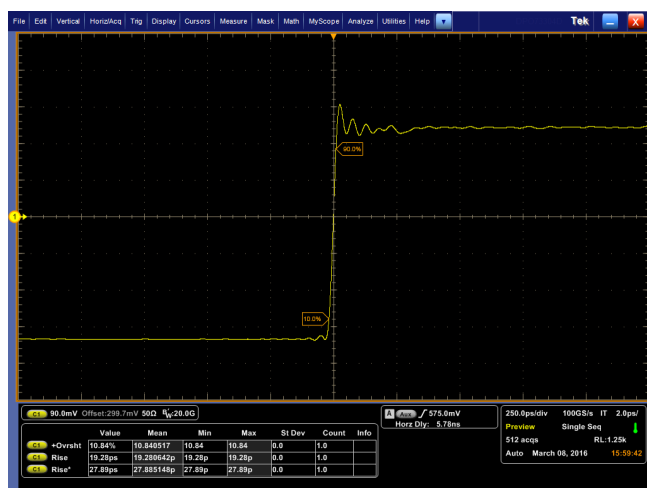 File Edit Vertical Horiz/Acq Trig Display Cursors Measure Mask Math MyScope Analyze Utilities Help Tek X
90.0%
1
10.0%
C1 90.0mV Offset:299.7mV 50Ω BW:20.0G
A Aux 575.0mV
Horz Dly: 5.78ns
250.0ps/div 100GS/s IT 2.0ps/
Preview Single Seq
512 acqs RL:1.25k
Auto March 08, 2016 15:59:42
Value Mean Min Max St Dev Count Info
C1 +Ovrsht 10.84% 10.840517 10.84 10.84 0.0 1.0
C1 Rise 19.28ps 19.280642p 19.28p 19.28p 0.0 1.0
C1 Rise* 27.89ps 27.885148p 27.89p 27.89p 0.0 1.0